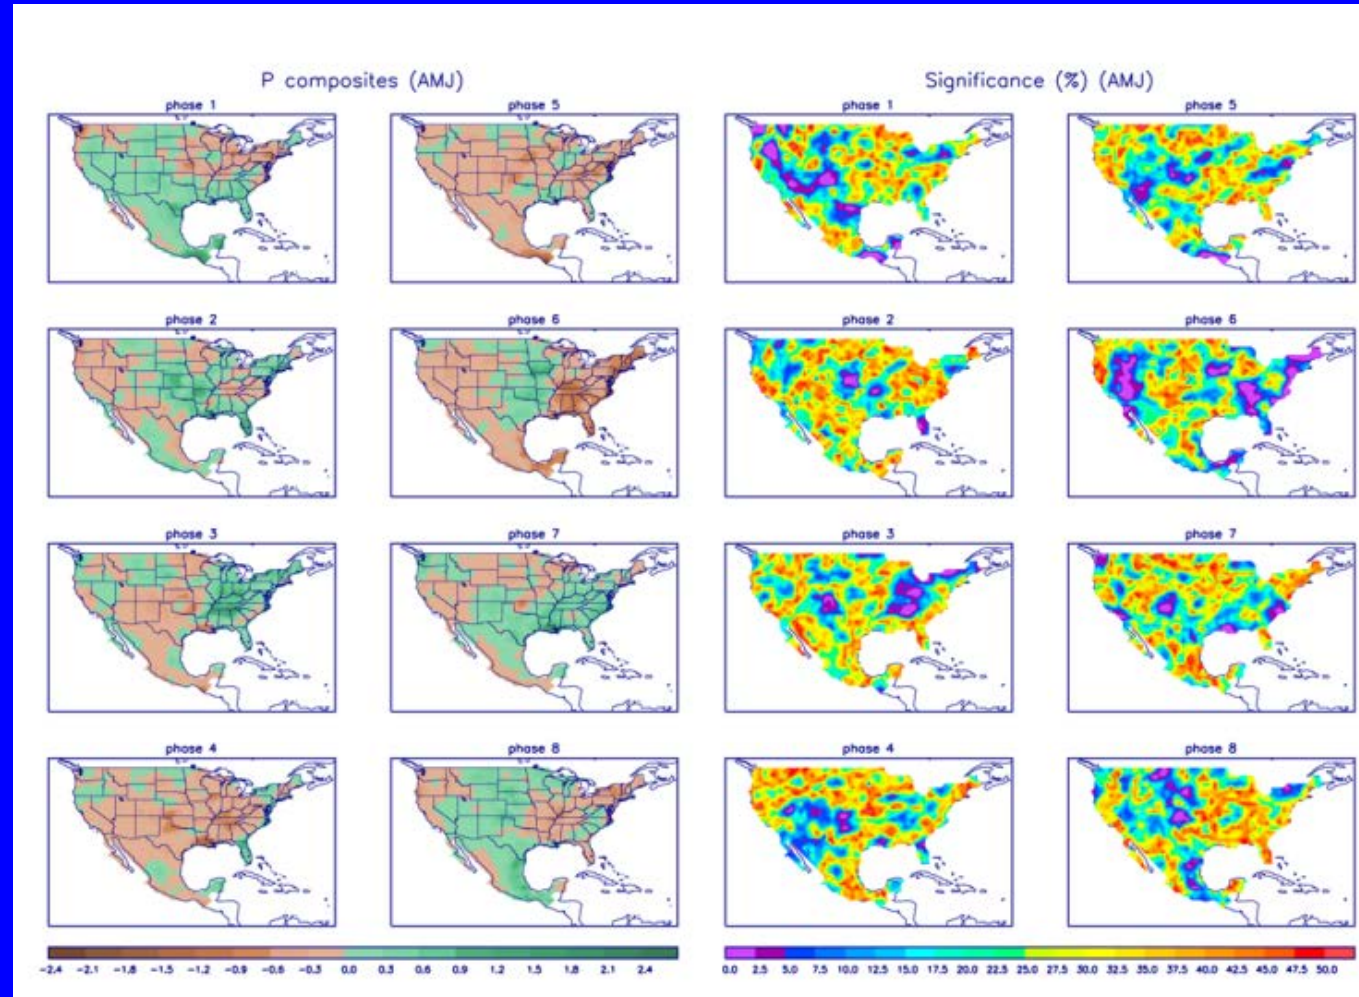 P composites (AMJ)
Significance (%) (AMJ)
phase 1
phase 5
phase 1
phase 5
phase 2
phase 6
phase 2
phase 6
phase 3
phase 7
phase 3
phase 7
phase 4
phase 8
phase 4
phase 8
-2.4 -2.1 -1.8 -1.5 -1.2 -0.9 -0.6 -0.3 0.0 0.3 0.6 0.9 1.2 1.5 1.8 2.1 2.4
0.0 2.5 5.0 7.5 10.0 12.5 15.0 17.5 20.0 22.5 25.0 27.5 30.0 32.5 35.0 37.5 40.0 42.5 45.0 47.5 50.0